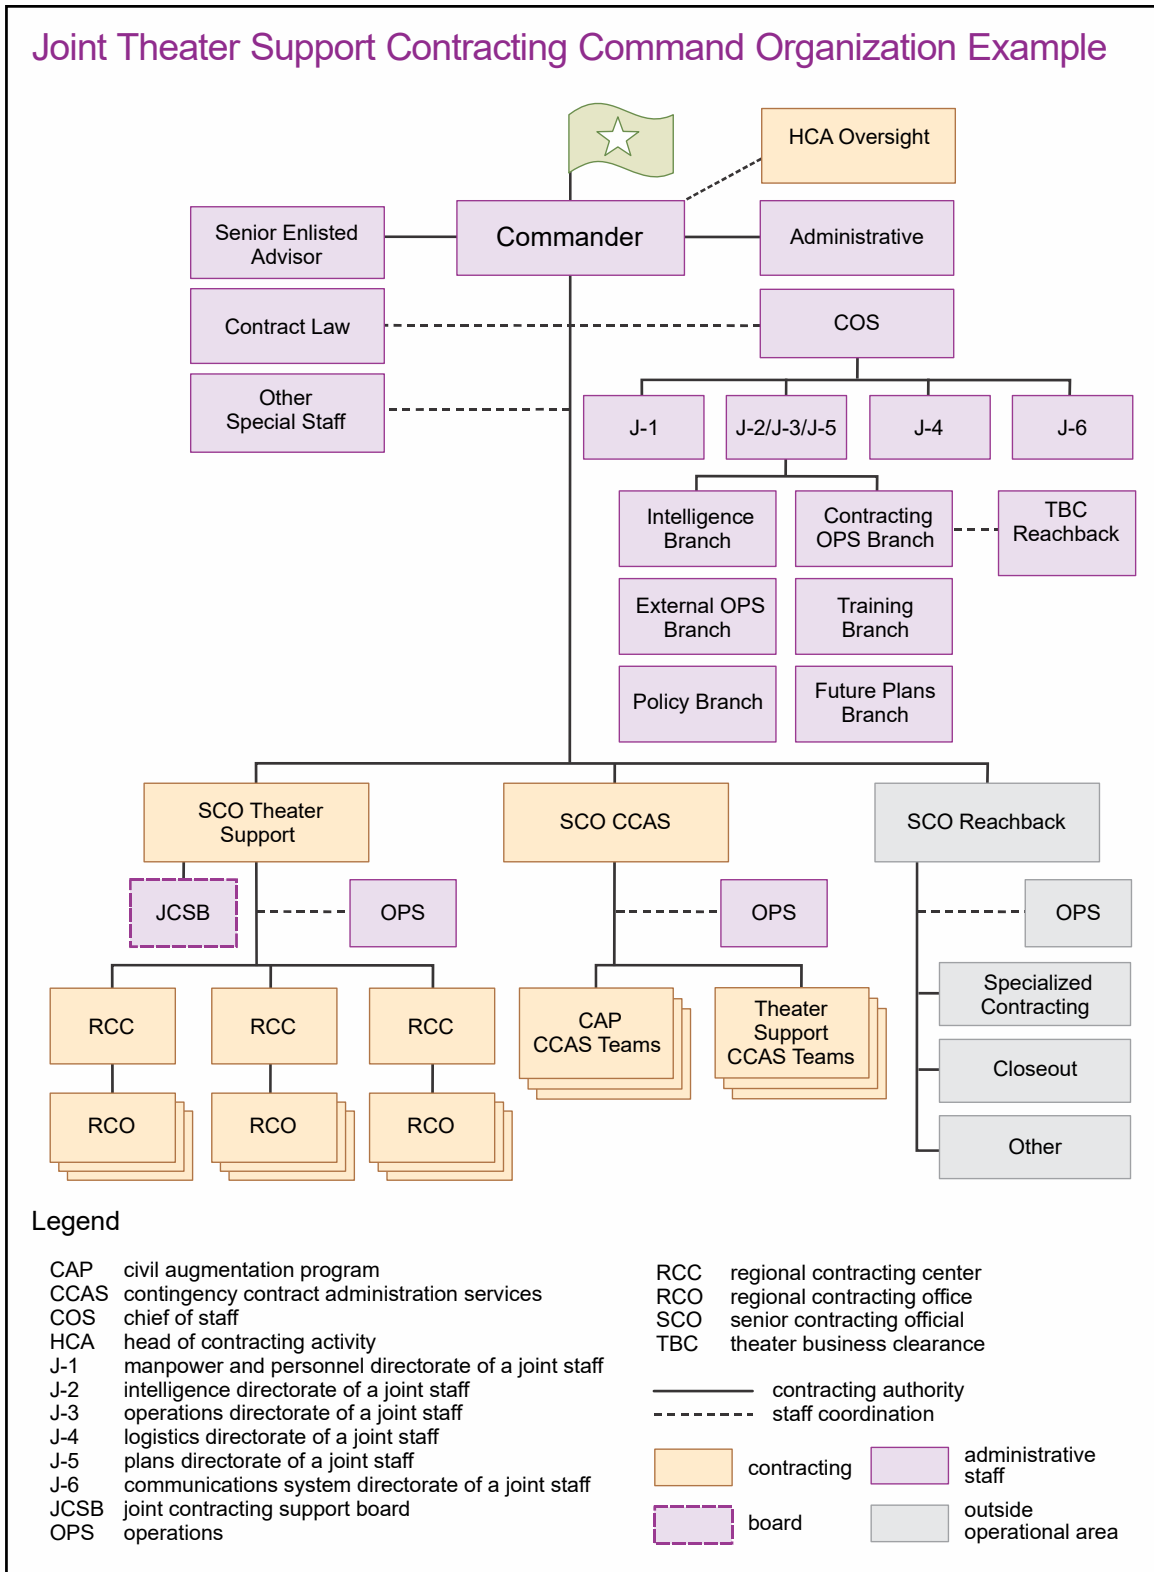 Joint Theater Support Contracting Command Organization Example
HCA Oversight
Senior Enlisted
Advisor
Commander
Administrative
Contract Law
COS
Other
Special Staff
J-1
J-2/J-3/J-5
J-4
J-6
Intelligence
Branch
Contracting
OPS Branch
TBC
Reachback
External OPS
Branch
Training
Branch
Policy Branch
Future Plans
Branch
SCO Theater
Support
SCO CCAS
SCO Reachback
JCSB
OPS
OPS
OPS
Specialized
Contracting
RCC
RCC
RCC
CAP
CCAS Teams
Theater
Support
CCAS Teams
Closeout
RCO
RCO
RCO
Other
Legend
CAP civil augmentation program
CCAS contingency contract administration services
COS chief of staff
HCA head of contracting activity
J-1 manpower and personnel directorate of a joint staff
J-2 intelligence directorate of a joint staff
J-3 operations directorate of a joint staff
J-4 logistics directorate of a joint staff
J-5 plans directorate of a joint staff
J-6 communications system directorate of a joint staff
JCSB joint contracting support board
OPS operations
RCC regional contracting center
RCO regional contracting office
SCO senior contracting official
TBC theater business clearance
contracting authority
staff coordination
contracting
administrative
staff
board
outside
operational area